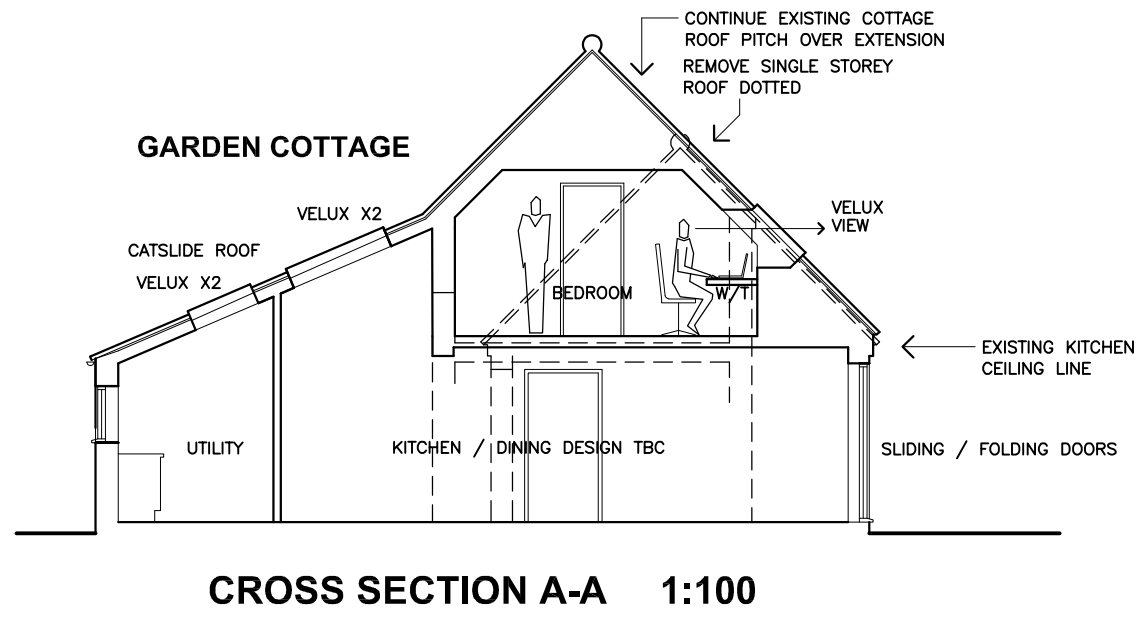 CONTINUE EXISTING COTTAGE
ROOF PITCH OVER EXTENSION
REMOVE SINGLE STOREY
ROOF DOTTED
GARDEN COTTAGE
VELUX X2
VELUX
VIEW
CATSLIDE ROOF
VELUX X2
BEDROOM
W/T
EXISTING KITCHEN
CEILING LINE
UTILITY
KITCHEN / DINING DESIGN TBC
SLIDING / FOLDING DOORS
CROSS SECTION A-A 1:100